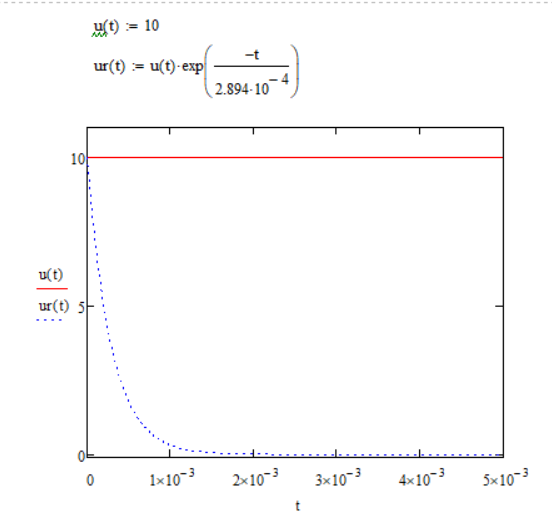 u(t) := 10
ur(t) := u(t)·exp(−t / 2.894·10^−4)
10
u(t)
ur(t) 5
0
0 1×10^−3 2×10^−3 3×10^−3 4×10^−3 5×10^−3
t